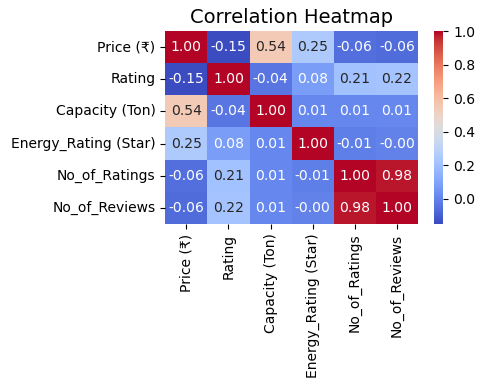 Correlation Heatmap
Price (₹) 1.00 -0.15 0.54 0.25 -0.06 -0.06
Rating -0.15 1.00 -0.04 0.08 0.21 0.22
Capacity (Ton) 0.54 -0.04 1.00 0.01 0.01 0.01
Energy_Rating (Star) 0.25 0.08 0.01 1.00 -0.01 -0.00
No_of_Ratings -0.06 0.21 0.01 -0.01 1.00 0.98
No_of_Reviews -0.06 0.22 0.01 -0.00 0.98 1.00
Price (₹)
Rating
Capacity (Ton)
Energy_Rating (Star)
No_of_Ratings
No_of_Reviews
1.0
0.8
0.6
0.4
0.2
0.0